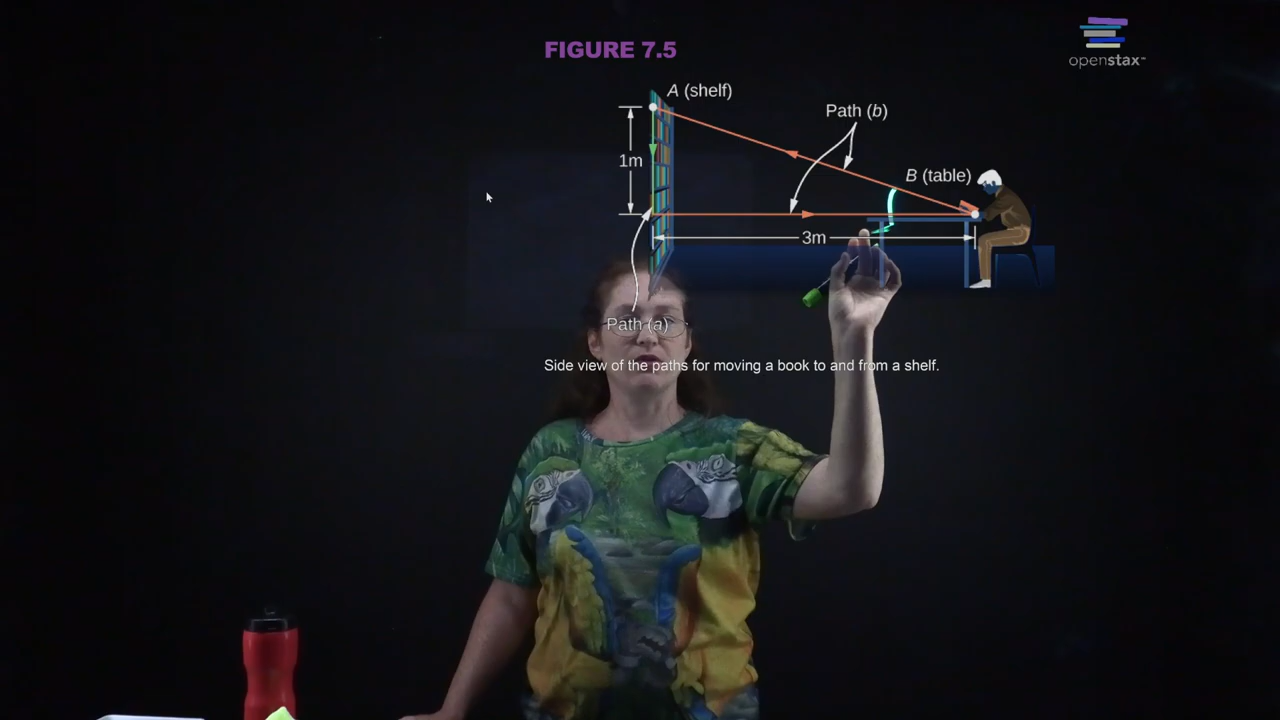 FIGURE 7.5
openstax™
A (shelf)
Path (b)
1m
B (table)
3m
Path (a)
Side view of the paths for moving a book to and from a shelf.